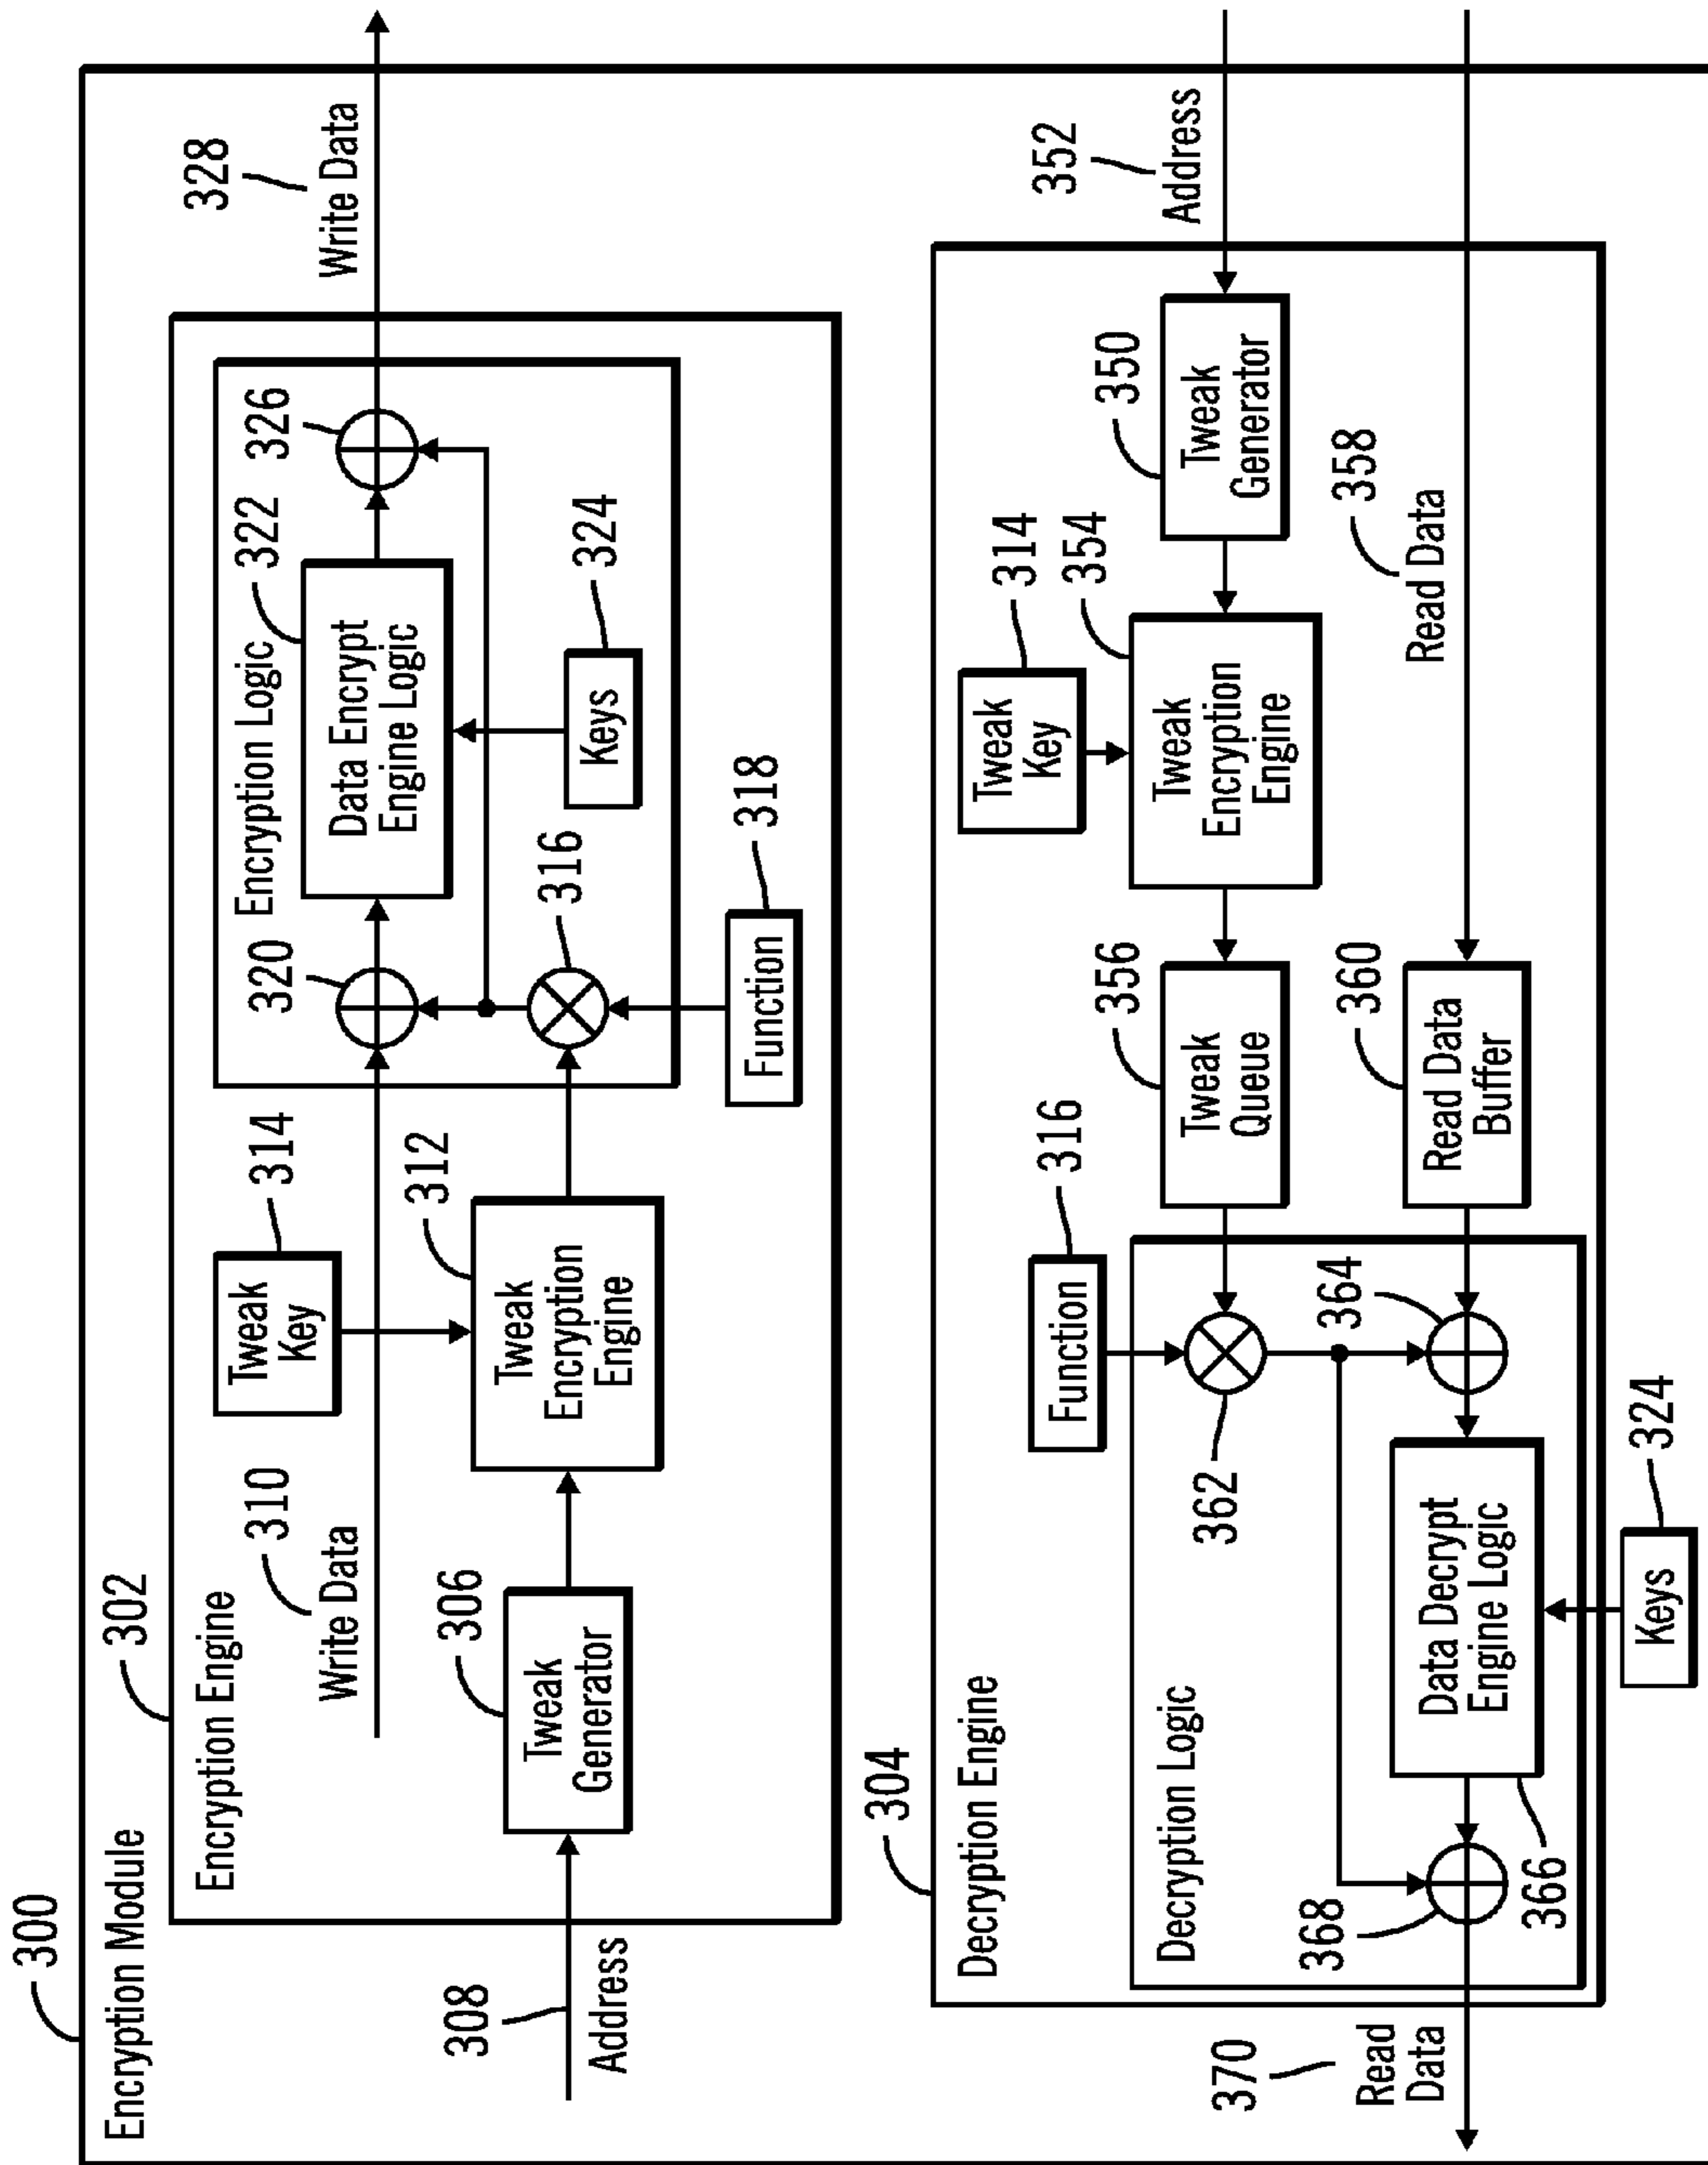 300
Encryption Module
302
Encryption Engine
310
Write Data
314
Tweak
Key
320
Encryption Logic
322
Data Encrypt
Engine Logic
326
328
Write Data
308
Address
306
Tweak
Generator
312
Tweak
Encryption
Engine
316
324
Keys
318
Function
304
Decryption Engine
Decryption Logic
316
Function
362
356
Tweak
Queue
314
Tweak
Key
354
Tweak
Encryption
Engine
350
Tweak
Generator
352
Address
370
Read
Data
368
366
Data Decrypt
Engine Logic
364
360
Read Data
Buffer
358
Read Data
324
Keys